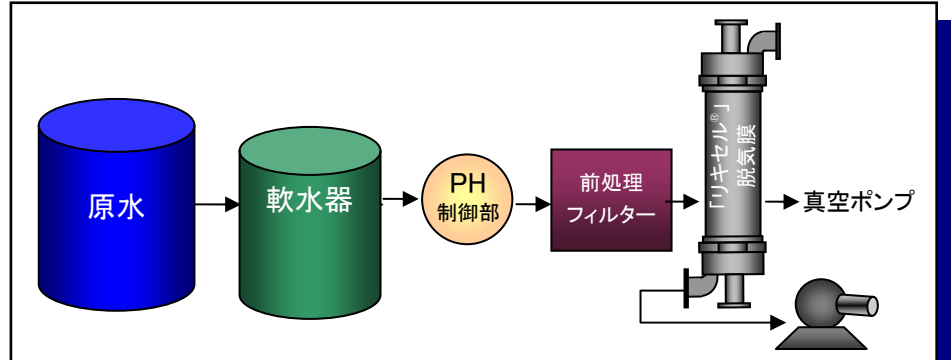 原水
軟水器
PH
制御部
前処理
フィルター
「リキセル®」
脱気膜
真空ポンプ